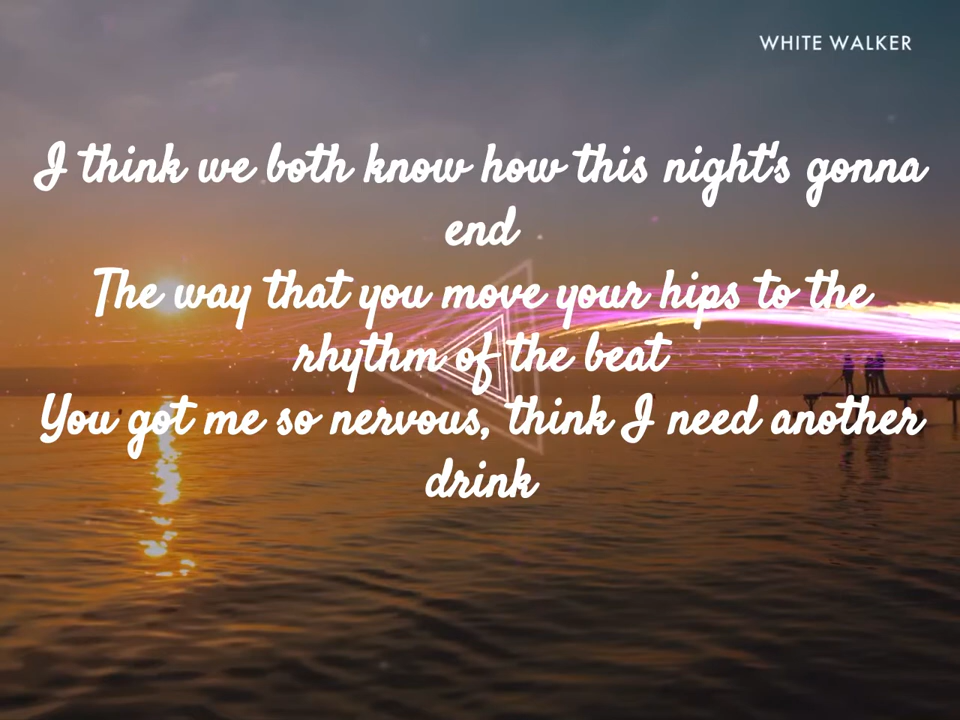 WHITE WALKER
I think we both know how this night's gonna
end
The way that you move your hips to the
rhythm of the beat
You got me so nervous, think I need another
drink